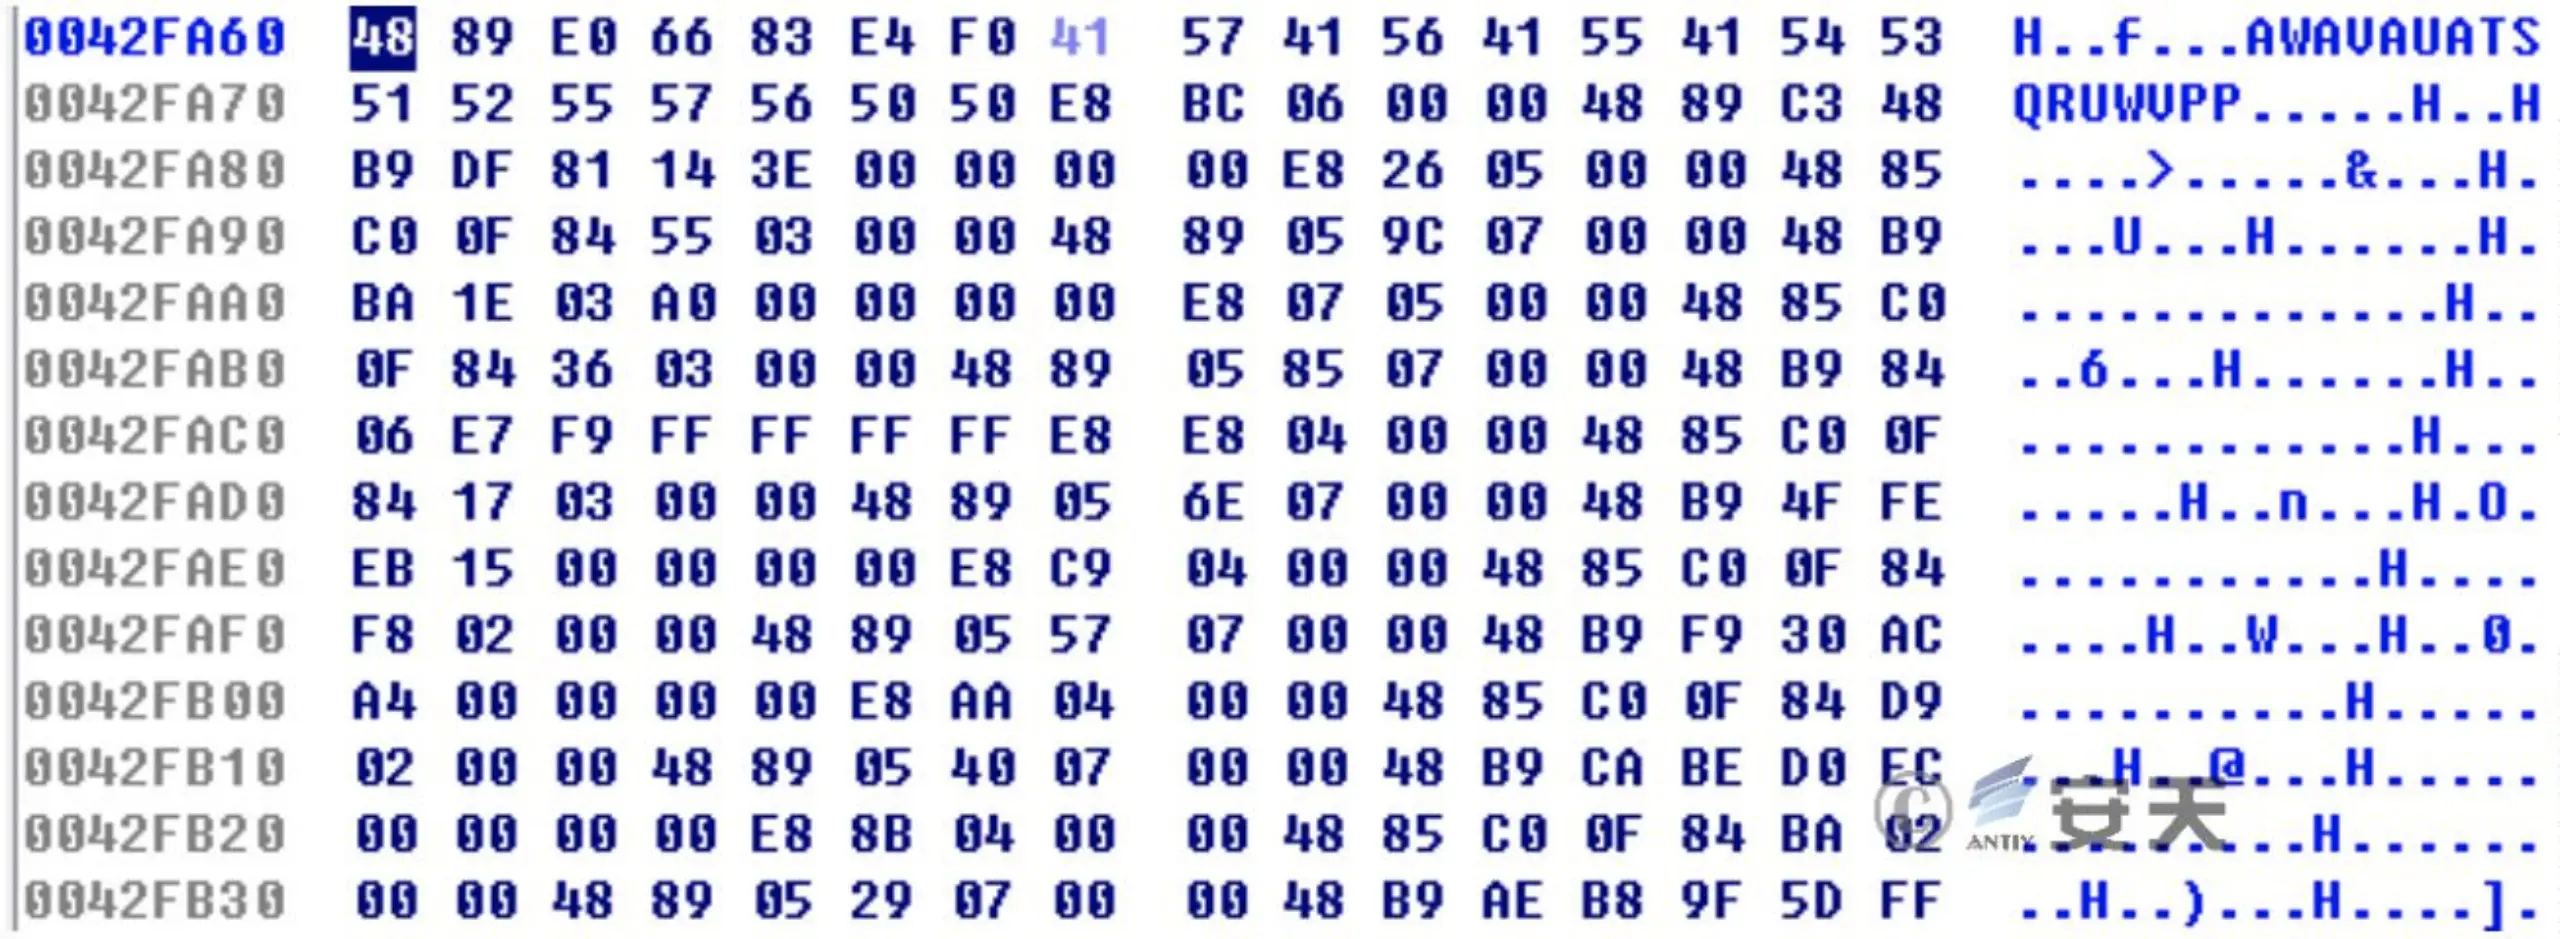 0042FA60 48 89 E0 66 83 E4 F0 41 57 41 56 41 55 41 54 53 H..f...AWAVAUATS
0042FA70 51 52 55 57 56 50 50 E8 BC 06 00 00 48 89 C3 48 QRUWVPP.....H..H
0042FA80 B9 DF 81 14 3E 00 00 00 00 E8 26 05 00 00 48 85 ....>.....&...H.
0042FA90 C0 0F 84 55 03 00 00 48 89 05 9C 07 00 00 48 B9 ...U...H......H.
0042FAA0 BA 1E 03 A0 00 00 00 00 E8 07 05 00 00 48 85 C0 .............H..
0042FAB0 0F 84 36 03 00 00 48 89 05 85 07 00 00 48 B9 84 ..6...H......H..
0042FAC0 06 E7 F9 FF FF FF FF E8 E8 04 00 00 48 85 C0 0F ............H...
0042FAD0 84 17 03 00 00 48 89 05 6E 07 00 00 48 B9 4F FE .....H..n...H.O.
0042FAE0 EB 15 00 00 00 00 E8 C9 04 00 00 48 85 C0 0F 84 ...........H....
0042FAF0 F8 02 00 00 48 89 05 57 07 00 00 48 B9 F9 30 AC ....H..W...H..0.
0042FB00 A4 00 00 00 00 E8 AA 04 00 00 48 85 C0 0F 84 D9 ..........H.....
0042FB10 02 00 00 48 89 05 40 07 00 00 48 B9 CA BE D0 EC ...H..@...H.....
0042FB20 00 00 00 00 E8 8B 04 00 00 48 85 C0 0F 84 BA 02 .........H......
0042FB30 00 00 48 89 05 29 07 00 00 48 B9 AE B8 9F 5D FF ..H..)...H....].
© ANTIY 安天